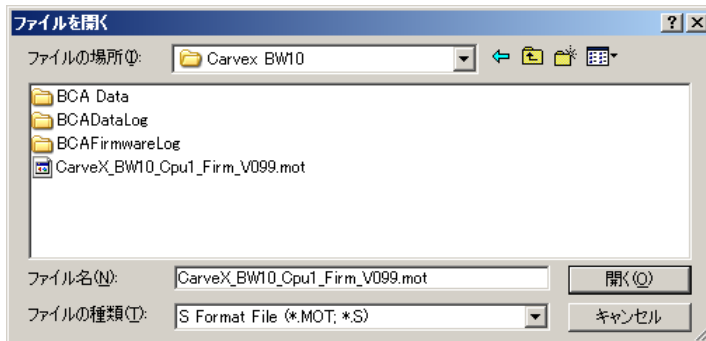 ファイルを開く
ファイルの場所(I):
Carvex BW10
BCA Data
BCADataLog
BCAFirmwareLog
CarveX_BW10_Cpu1_Firm_V099.mot
ファイル名(N):
CarveX_BW10_Cpu1_Firm_V099.mot
開く(O)
ファイルの種類(T):
S Format File (*.MOT; *.S)
キャンセル